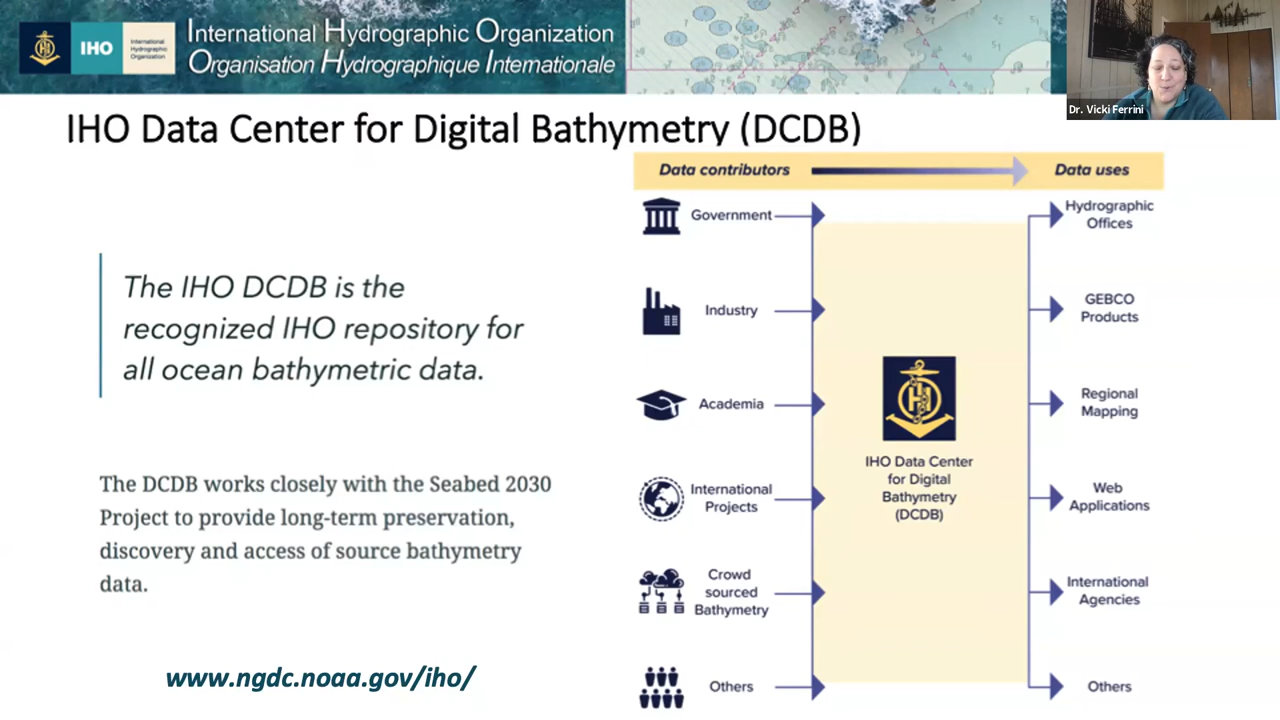 IHO
International
Hydrographic
Organization
International Hydrographic Organization
Organisation Hydrographique Internationale
Dr. Vicki Ferrini
IHO Data Center for Digital Bathymetry (DCDB)
The IHO DCDB is the
recognized IHO repository for
all ocean bathymetric data.
The DCDB works closely with the Seabed 2030
Project to provide long-term preservation,
discovery and access of source bathymetry
data.
www.ngdc.noaa.gov/iho/
Data contributors
Data uses
Government
Industry
Academia
International
Projects
Crowd
sourced
Bathymetry
Others
IHO Data Center
for Digital
Bathymetry
(DCDB)
Hydrographic
Offices
GEBCO
Products
Regional
Mapping
Web
Applications
International
Agencies
Others